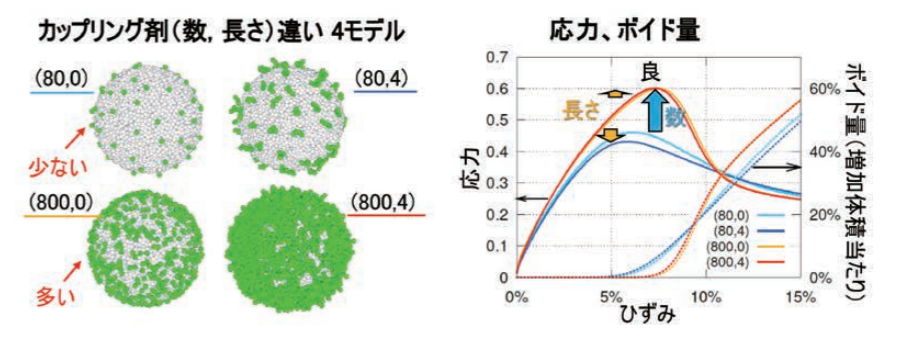 カップリング剤（数, 長さ）違い 4モデル
(80,0)
(80,4)
少ない
(800,0)
(800,4)
多い
応力、ボイド量
0.7
0.6
0.5
0.4
0.3
0.2
0.1
0
応力
良
長さ
数
(80,0)
(80,4)
(800,0)
(800,4)
60%
40%
20%
0%
ボイド量（増加体積当たり）
0%
5%
10%
15%
ひずみ